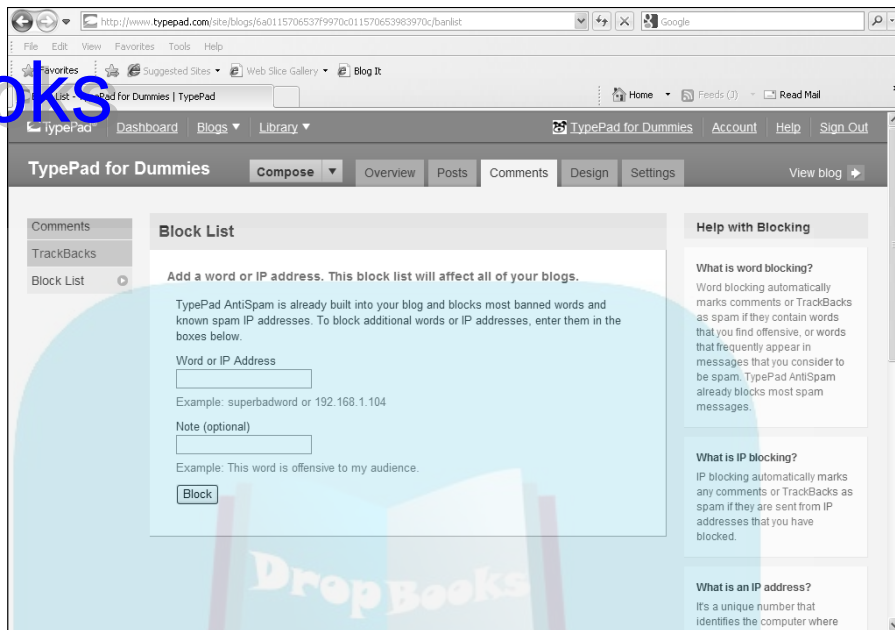 http://www.typepad.com/site/blogs/6a0115706537f9970c011570653983970c/banlist
Google
File Edit View Favorites Tools Help
Favorites Suggested Sites Web Slice Gallery Blog It
oks
List - TypePad for Dummies | TypePad
Home Feeds (J) Read Mail
TypePad Dashboard Blogs Library TypePad for Dummies Account Help Sign Out
TypePad for Dummies Compose Overview Posts Comments Design Settings View blog
Comments
TrackBacks
Block List
Block List
Add a word or IP address. This block list will affect all of your blogs.
TypePad AntiSpam is already built into your blog and blocks most banned words and
known spam IP addresses. To block additional words or IP addresses, enter them in the
boxes below.
Word or IP Address
Example: superbadword or 192.168.1.104
Note (optional)
Example: This word is offensive to my audience.
Block
DropBooks
Help with Blocking
What is word blocking?
Word blocking automatically
marks comments or TrackBacks
as spam if they contain words
that you find offensive, or words
that frequently appear in
messages that you consider to
be spam. TypePad AntiSpam
already blocks most spam
messages.
What is IP blocking?
IP blocking automatically marks
any comments or TrackBacks as
spam if they are sent from IP
addresses that you have
blocked.
What is an IP address?
It's a unique number that
identifies the computer where